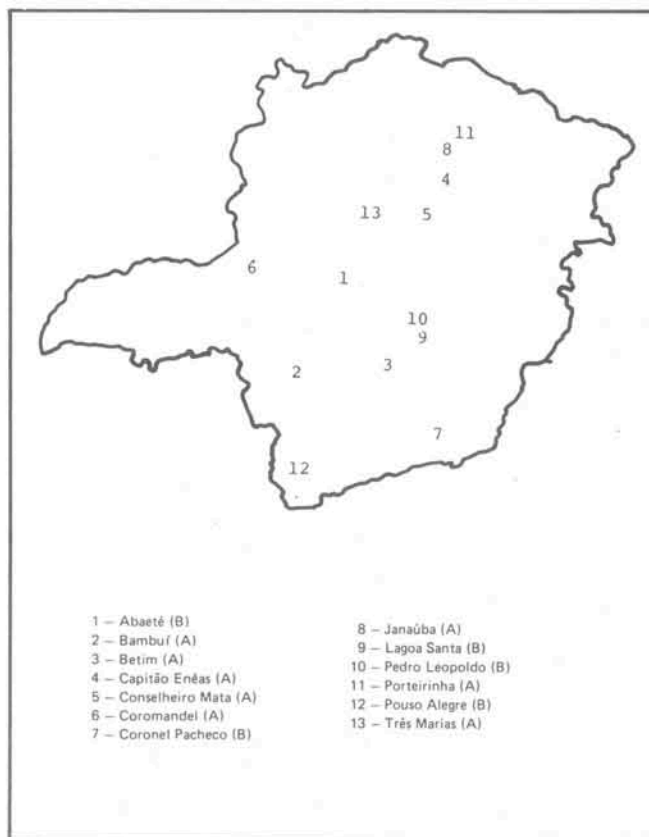 11
8
4
13 5
6
1
10
9
3
2
7
12
1 – Abaeté (B)
2 – Bambuí (A)
3 – Betim (A)
4 – Capitão Enéas (A)
5 – Conselheiro Mata (A)
6 – Coromandel (A)
7 – Coronel Pacheco (B)
8 – Janaúba (A)
9 – Lagoa Santa (B)
10 – Pedro Leopoldo (B)
11 – Porteirinha (A)
12 – Pouso Alegre (B)
13 – Três Marias (A)